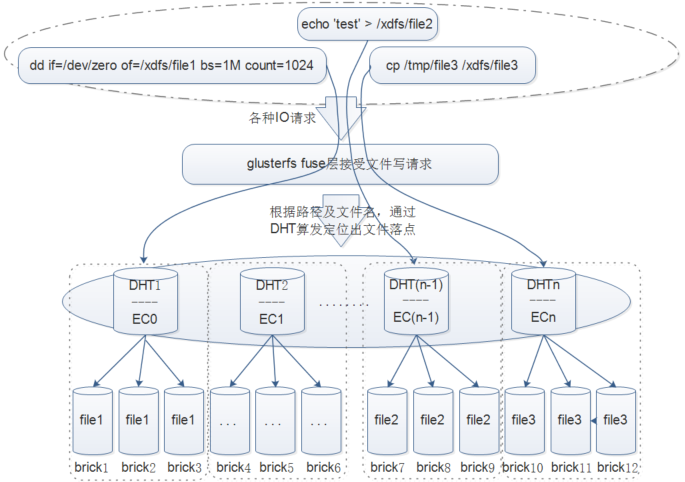 echo 'test' > /xdfs/file2
dd if=/dev/zero of=/xdfs/file1 bs=1M count=1024
cp /tmp/file3 /xdfs/file3
各种IO请求
glusterfs fuse层接受文件写请求
根据路径及文件名，通过
DHT算发定位出文件落点
DHT1
----
EC0
DHT2
----
EC1
........
DHT(n-1)
----
EC(n-1)
DHTn
----
ECn
file1
file1
file1
...
...
...
file2
file2
file2
file3
file3
file3
brick1
brick2
brick3
brick4
brick5
brick6
brick7
brick8
brick9
brick10
brick11
brick12